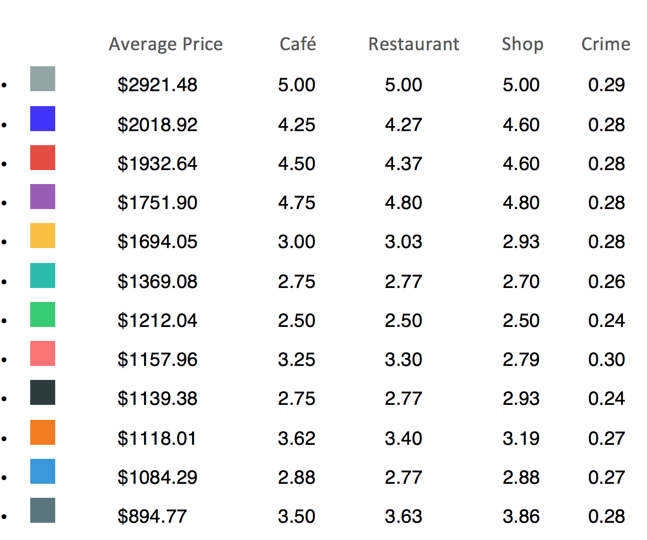 Average Price Café Restaurant Shop Crime
• $2921.48 5.00 5.00 5.00 0.29
• $2018.92 4.25 4.27 4.60 0.28
• $1932.64 4.50 4.37 4.60 0.28
• $1751.90 4.75 4.80 4.80 0.28
• $1694.05 3.00 3.03 2.93 0.28
• $1369.08 2.75 2.77 2.70 0.26
• $1212.04 2.50 2.50 2.50 0.24
• $1157.96 3.25 3.30 2.79 0.30
• $1139.38 2.75 2.77 2.93 0.24
• $1118.01 3.62 3.40 3.19 0.27
• $1084.29 2.88 2.77 2.88 0.27
• $894.77 3.50 3.63 3.86 0.28